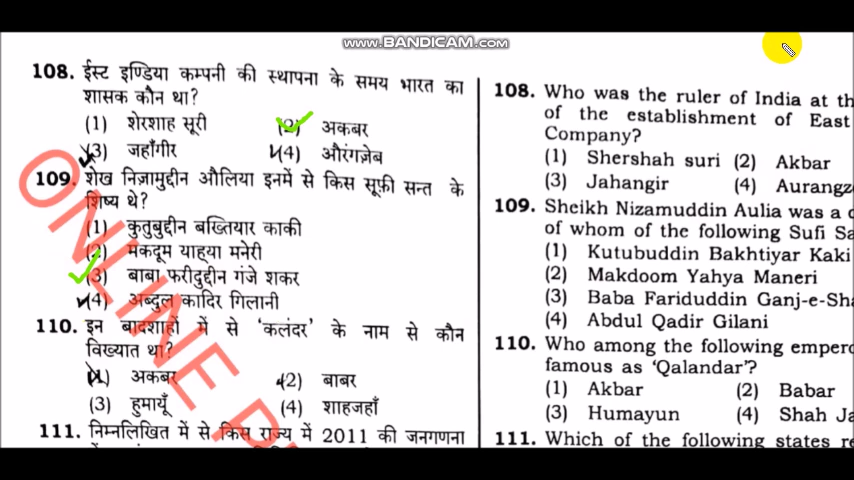 www.BANDICAM.com
108. ईस्ट इण्डिया कम्पनी की स्थापना के समय भारत का
शासक कौन था?
(1) शेरशाह सूरी (2) अकबर
(3) जहाँगीर (4) औरंगज़ेब
109. शेख निज़ामुद्दीन औलिया इनमें से किस सूफ़ी सन्त के
शिष्य थे?
(1) कुतुबुद्दीन बख्तियार काकी
(2) मकदूम याह्या मनेरी
(3) बाबा फरीदुद्दीन गंजे शकर
(4) अब्दुल कादिर गिलानी
110. इन बादशाहों में से 'कलंदर' के नाम से कौन
विख्यात था?
(1) अकबर (2) बाबर
(3) हुमायूँ (4) शाहजहाँ
111. निम्नलिखित में से किस राज्य में 2011 की जनगणना
108. Who was the ruler of India at th
of the establishment of East
Company?
(1) Shershah suri (2) Akbar
(3) Jahangir (4) Aurangze
109. Sheikh Nizamuddin Aulia was a d
of whom of the following Sufi Sa
(1) Kutubuddin Bakhtiyar Kaki
(2) Makdoom Yahya Maneri
(3) Baba Fariduddin Ganj-e-Sha
(4) Abdul Qadir Gilani
110. Who among the following empero
famous as 'Qalandar'?
(1) Akbar (2) Babar
(3) Humayun (4) Shah Ja
111. Which of the following states re
ONLINE P